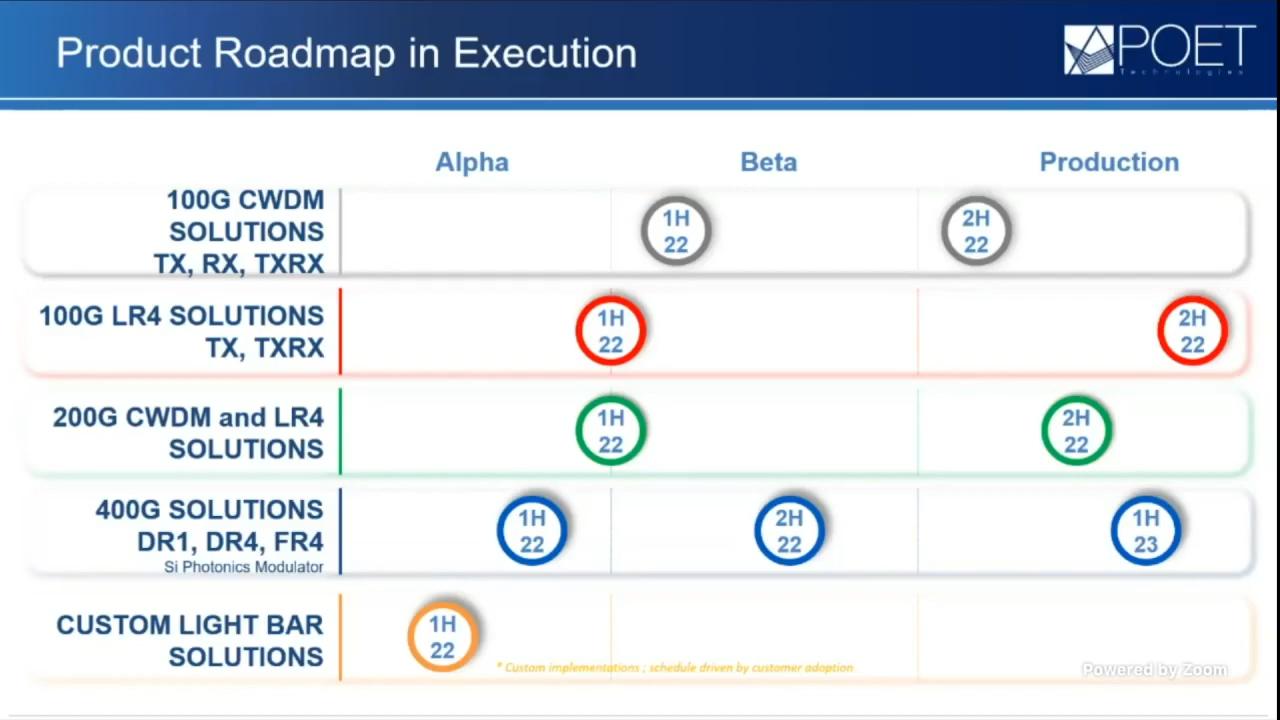 Product Roadmap in Execution
POET
Technologies
Alpha Beta Production
100G CWDM
SOLUTIONS
TX, RX, TXRX
1H
22
2H
22
100G LR4 SOLUTIONS
TX, TXRX
1H
22
2H
22
200G CWDM and LR4
SOLUTIONS
1H
22
2H
22
400G SOLUTIONS
DR1, DR4, FR4
Si Photonics Modulator
1H
22
2H
22
1H
23
CUSTOM LIGHT BAR
SOLUTIONS
1H
22
* Custom implementations ; schedule driven by customer adoption
Powered by Zoom